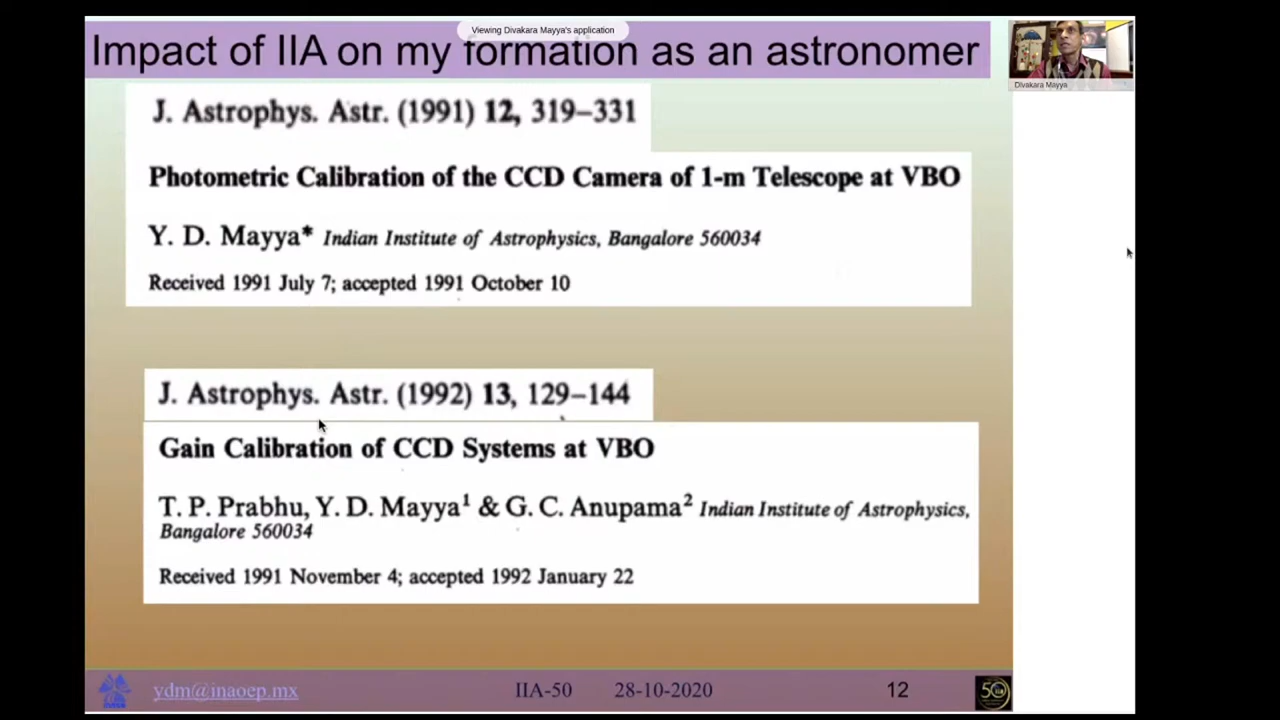 Viewing Divakara Mayya's application
Impact of IIA on my formation as an astronomer
Divakara Mayya
J. Astrophys. Astr. (1991) 12, 319–331
Photometric Calibration of the CCD Camera of 1-m Telescope at VBO
Y. D. Mayya* Indian Institute of Astrophysics, Bangalore 560034
Received 1991 July 7; accepted 1991 October 10
J. Astrophys. Astr. (1992) 13, 129–144
Gain Calibration of CCD Systems at VBO
T. P. Prabhu, Y. D. Mayya¹ & G. C. Anupama² Indian Institute of Astrophysics,
Bangalore 560034
Received 1991 November 4; accepted 1992 January 22
ydm@inaoep.mx IIA-50 28-10-2020 12
50